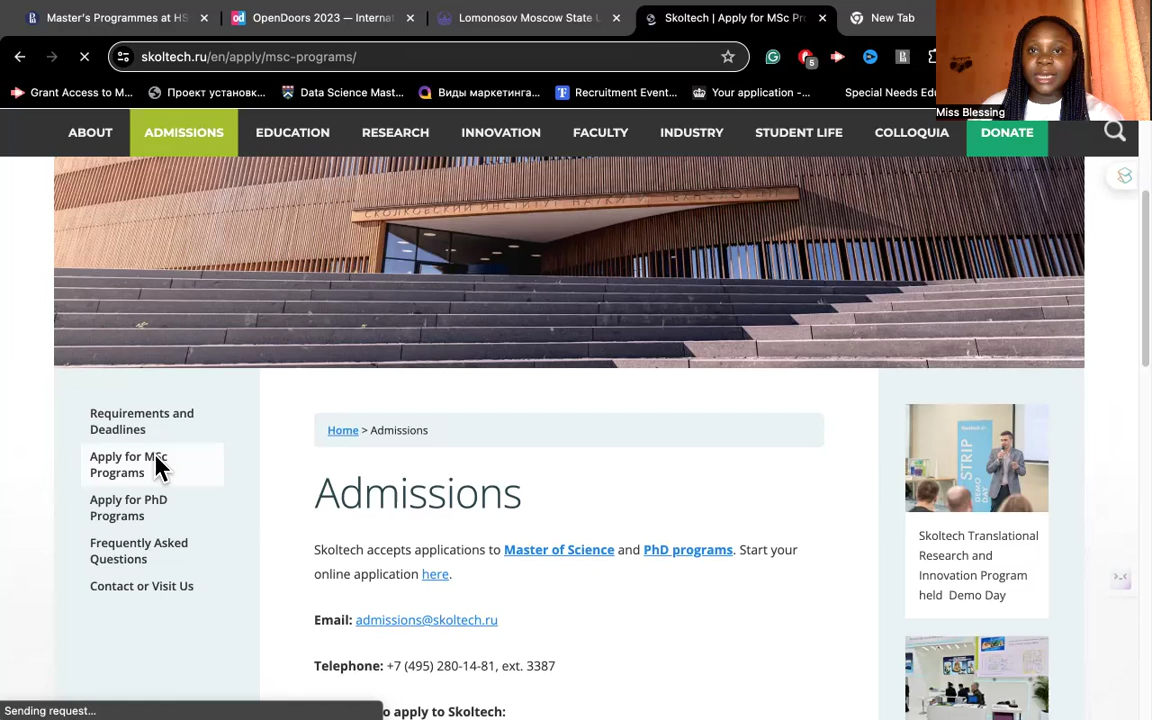 Master's Programmes at HS
OpenDoors 2023 — Interna
Lomonosov Moscow State U
Skoltech | Apply for MSc Pr
New Tab
skoltech.ru/en/apply/msc-programs/
5
Grant Access to M...
Проект установк...
Data Science Mast...
Виды маркетинга...
Recruitment Event...
Your application -...
Special Needs Edu
Miss Blessing
ABOUT
ADMISSIONS
EDUCATION
RESEARCH
INNOVATION
FACULTY
INDUSTRY
STUDENT LIFE
COLLOQUIA
DONATE
Requirements and
Deadlines
Apply for MSc
Programs
Apply for PhD
Programs
Frequently Asked
Questions
Contact or Visit Us
Home > Admissions
Admissions
Skoltech accepts applications to Master of Science and PhD programs. Start your
online application here.
Email: admissions@skoltech.ru
Telephone: +7 (495) 280-14-81, ext. 3387
o apply to Skoltech:
STRIP
DEMO
DAY
Skoltech Translational
Research and
Innovation Program
held Demo Day
Sending request...